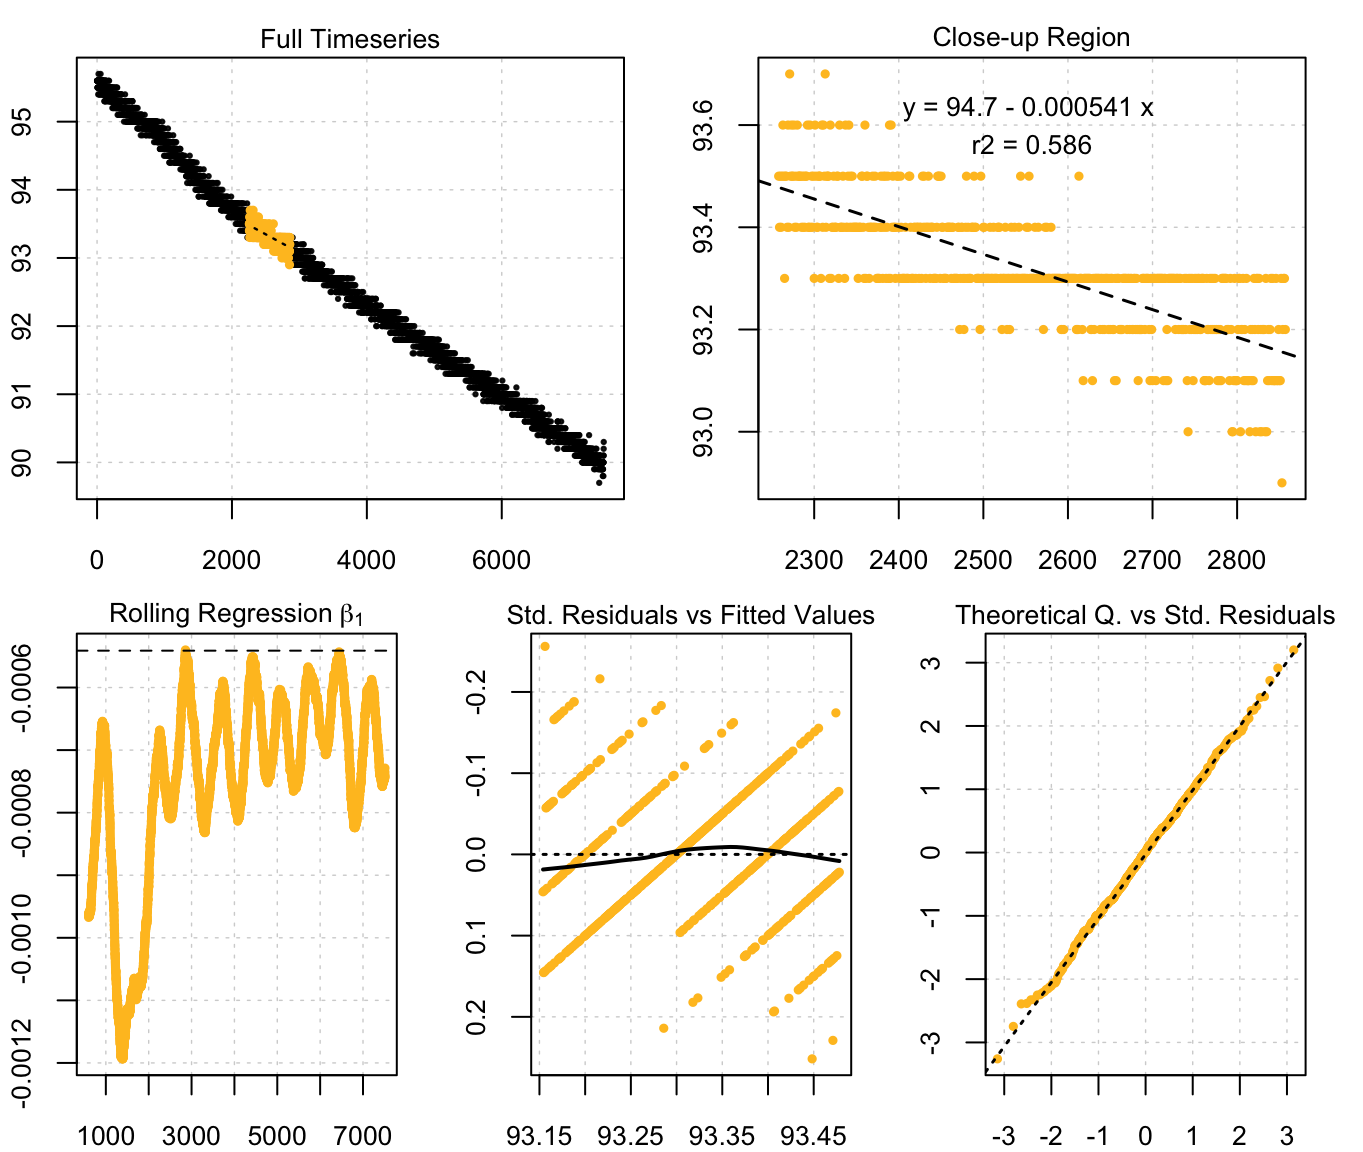 Full Timeseries
95
94
93
92
91
90
0 2000 4000 6000
Close-up Region
y = 94.7 - 0.000541 x
r2 = 0.586
93.6
93.4
93.2
93.0
2300 2400 2500 2600 2700 2800
Rolling Regression β1
-0.0006
-0.0008
-0.0010
-0.0012
1000 3000 5000 7000
Std. Residuals vs Fitted Values
-0.2
-0.1
0.0
0.1
0.2
93.15 93.25 93.35 93.45
Theoretical Q. vs Std. Residuals
3
2
1
0
-1
-2
-3
-3 -2 -1 0 1 2 3